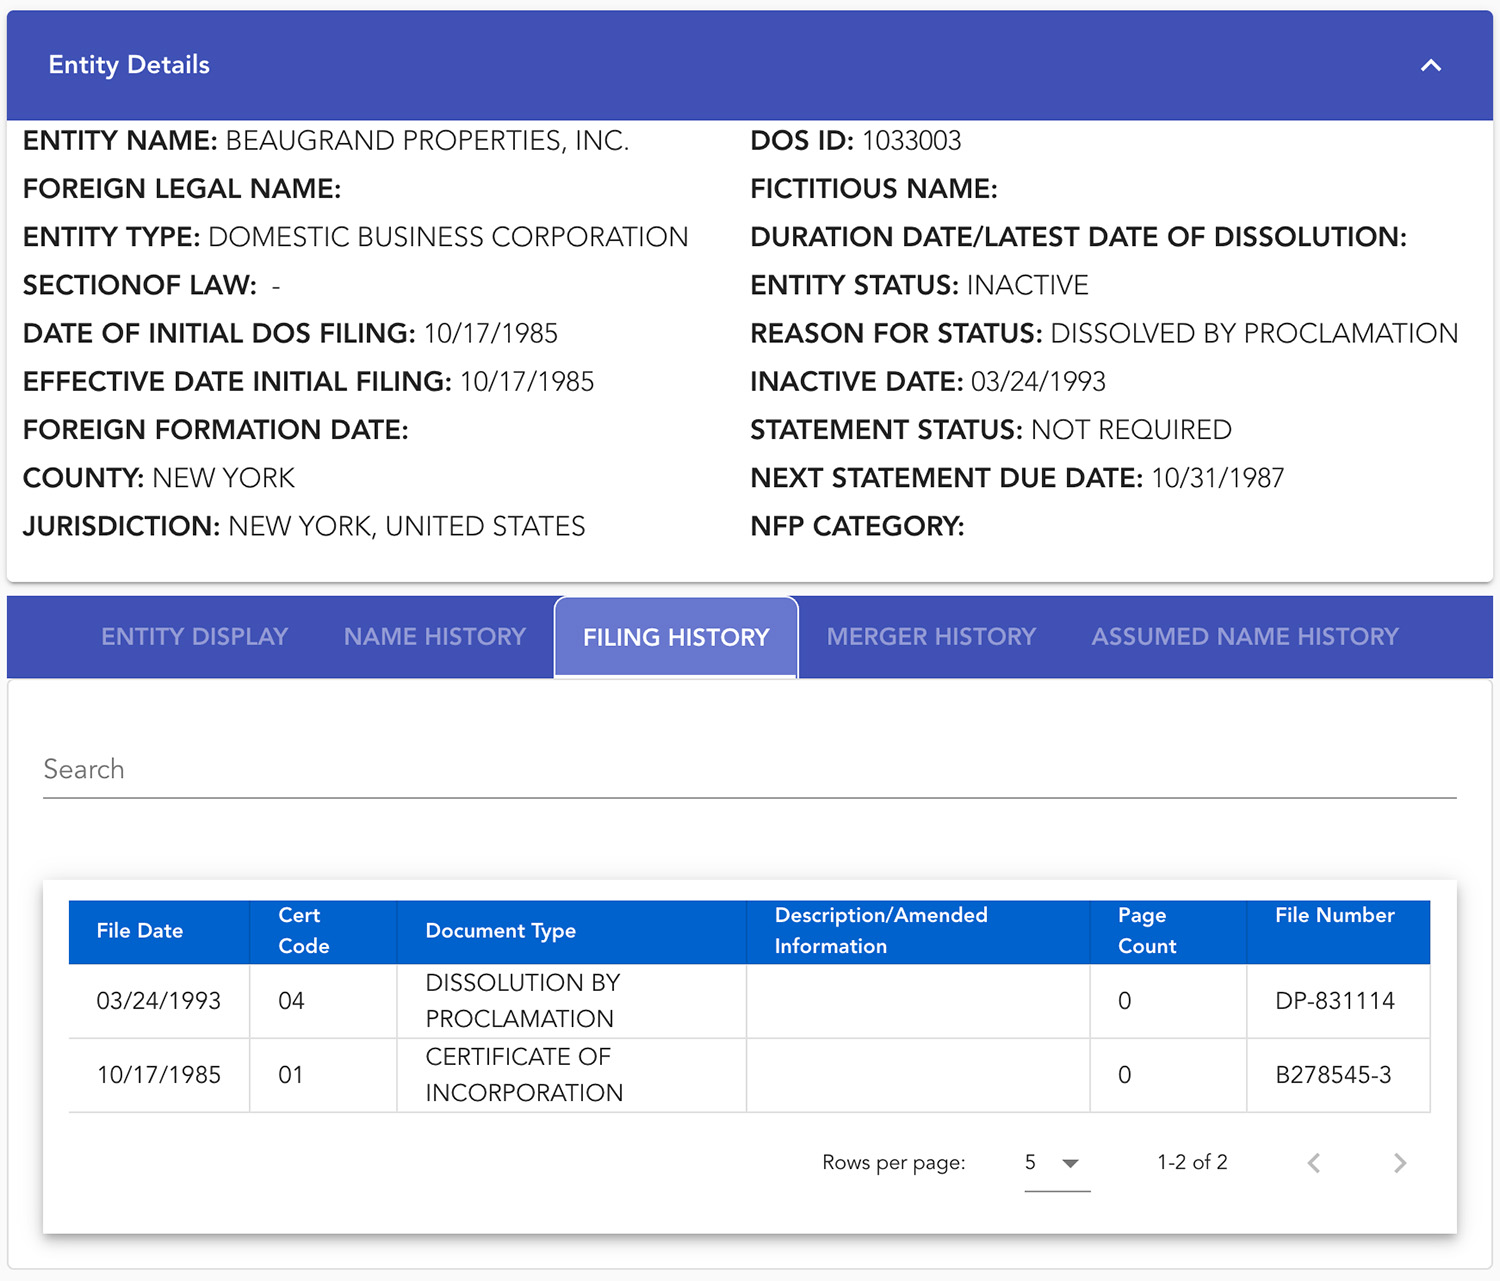 Entity Details
ENTITY NAME: BEAUGRAND PROPERTIES, INC.
DOS ID: 1033003
FOREIGN LEGAL NAME:
FICTITIOUS NAME:
ENTITY TYPE: DOMESTIC BUSINESS CORPORATION
DURATION DATE/LATEST DATE OF DISSOLUTION:
SECTIONOF LAW: -
ENTITY STATUS: INACTIVE
DATE OF INITIAL DOS FILING: 10/17/1985
REASON FOR STATUS: DISSOLVED BY PROCLAMATION
EFFECTIVE DATE INITIAL FILING: 10/17/1985
INACTIVE DATE: 03/24/1993
FOREIGN FORMATION DATE:
STATEMENT STATUS: NOT REQUIRED
COUNTY: NEW YORK
NEXT STATEMENT DUE DATE: 10/31/1987
JURISDICTION: NEW YORK, UNITED STATES
NFP CATEGORY:
ENTITY DISPLAY NAME HISTORY FILING HISTORY MERGER HISTORY ASSUMED NAME HISTORY
Search
File Date
Cert
Code
Document Type
Description/Amended
Information
Page
Count
File Number
03/24/1993
04
DISSOLUTION BY
PROCLAMATION
0
DP-831114
10/17/1985
01
CERTIFICATE OF
INCORPORATION
0
B278545-3
Rows per page: 5 1-2 of 2